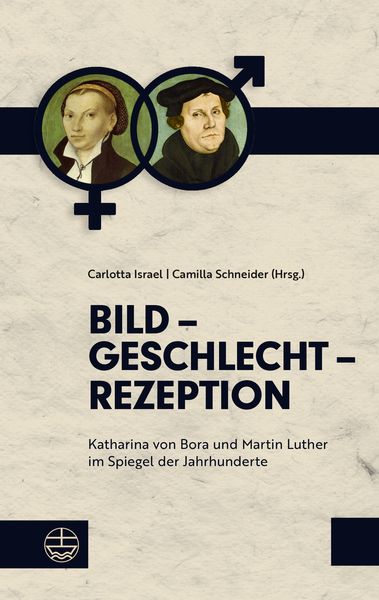 Carlotta Israel | Camilla Schneider (Hrsg.)
BILD –
GESCHLECHT –
REZEPTION
Katharina von Bora und Martin Luther
im Spiegel der Jahrhunderte